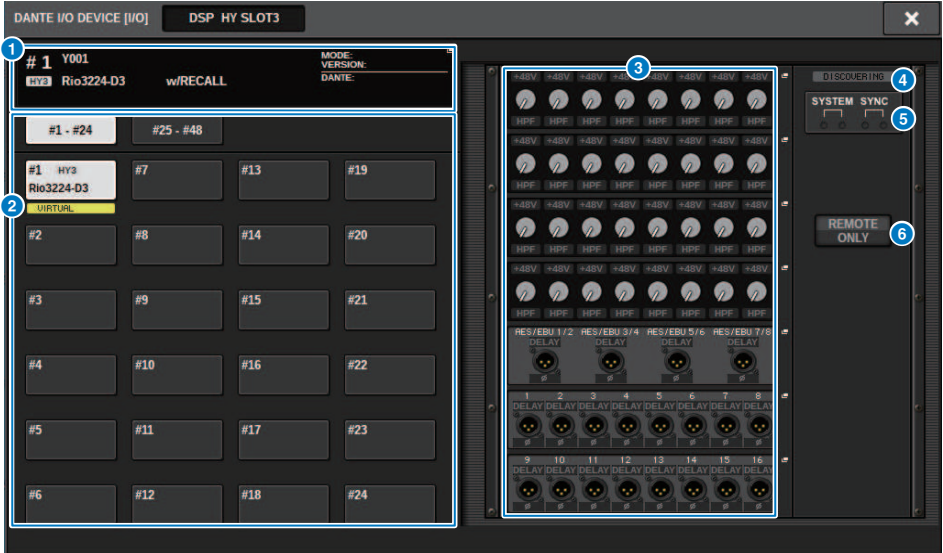 DANTE I/O DEVICE [I/O] DSP HY SLOT3
1
# 1 Y001
HY3 Rio3224-D3 w/RECALL
MODE:
VERSION:
DANTE:
#1 - #24 #25 - #48
2
#1 HY3
Rio3224-D3
VIRTUAL
#7 #13 #19
#2 #8 #14 #20
#3 #9 #15 #21
#4 #10 #16 #22
#5 #11 #17 #23
#6 #12 #18 #24
3
+48V +48V +48V +48V +48V +48V +48V +48V
HPF HPF HPF HPF HPF HPF HPF HPF
+48V +48V +48V +48V +48V +48V +48V +48V
HPF HPF HPF HPF HPF HPF HPF HPF
+48V +48V +48V +48V +48V +48V +48V +48V
HPF HPF HPF HPF HPF HPF HPF HPF
+48V +48V +48V +48V +48V +48V +48V +48V
HPF HPF HPF HPF HPF HPF HPF HPF
AES/EBU 1/2 AES/EBU 3/4 AES/EBU 5/6 AES/EBU 7/8
DELAY DELAY DELAY DELAY
Ø Ø Ø Ø
1 2 3 4 5 6 7 8
DELAY DELAY DELAY DELAY DELAY DELAY DELAY DELAY
Ø Ø Ø Ø Ø Ø Ø Ø
9 10 11 12 13 14 15 16
DELAY DELAY DELAY DELAY DELAY DELAY DELAY DELAY
Ø Ø Ø Ø Ø Ø Ø Ø
DISCOVERING 4
SYSTEM SYNC
5
REMOTE
ONLY
6